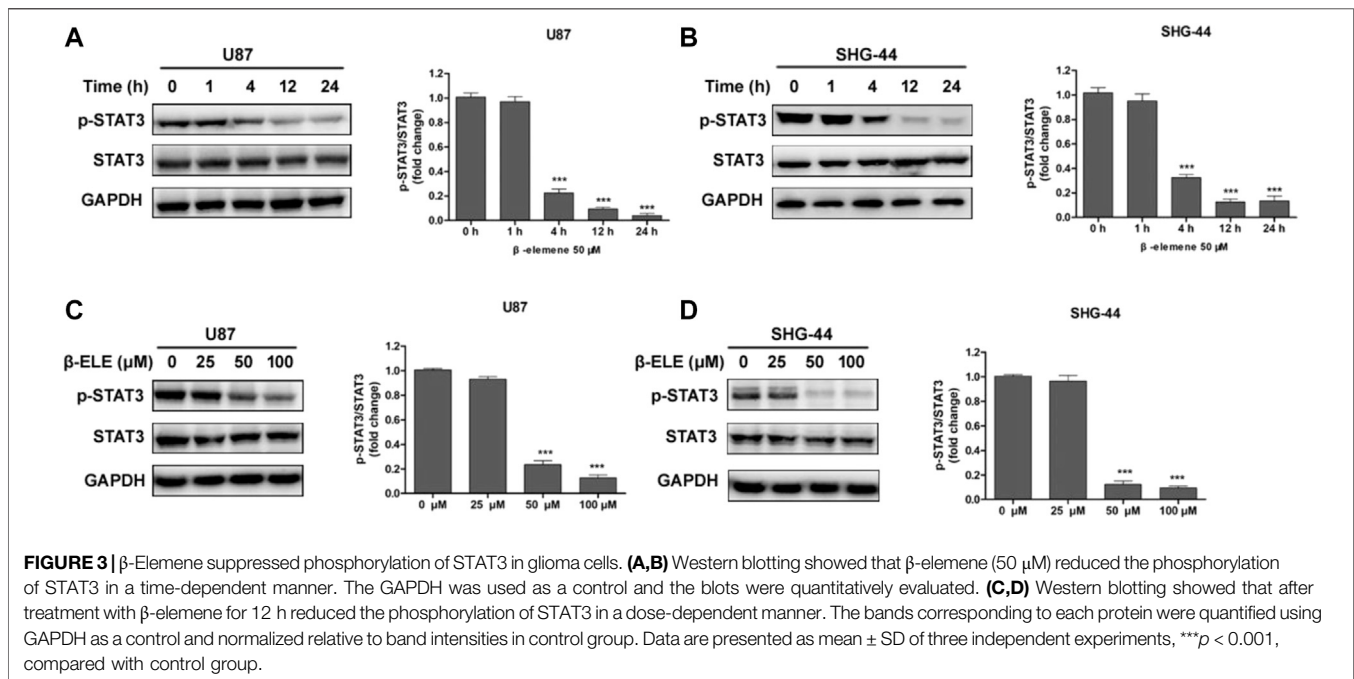 A
U87
Time (h) 0 1 4 12 24
p-STAT3
STAT3
GAPDH
U87
p-STAT3/STAT3
(fold change)
1.2
1.0
0.8
0.6
0.4
0.2
0.0
*** *** ***
0 h 1 h 4 h 12 h 24 h
β -elemene 50 μM
B
SHG-44
Time (h) 0 1 4 12 24
p-STAT3
STAT3
GAPDH
SHG-44
p-STAT3/STAT3
(fold change)
1.2
1.0
0.8
0.6
0.4
0.2
0.0
*** *** ***
0 h 1 h 4 h 12 h 24 h
β -elemene 50 μM
C
U87
β-ELE (μM) 0 25 50 100
p-STAT3
STAT3
GAPDH
U87
p-STAT3/STAT3
(fold change)
1.2
1.0
0.8
0.6
0.4
0.2
0.0
*** ***
0 μM 25 μM 50 μM 100 μM
D
SHG-44
β-ELE (μM) 0 25 50 100
p-STAT3
STAT3
GAPDH
SHG-44
p-STAT3/STAT3
(fold change)
1.2
1.0
0.8
0.6
0.4
0.2
0.0
*** ***
0 μM 25 μM 50 μM 100 μM
FIGURE 3 | β-Elemene suppressed phosphorylation of STAT3 in glioma cells. (A,B) Western blotting showed that β-elemene (50 μM) reduced the phosphorylation
of STAT3 in a time-dependent manner. The GAPDH was used as a control and the blots were quantitatively evaluated. (C,D) Western blotting showed that after
treatment with β-elemene for 12 h reduced the phosphorylation of STAT3 in a dose-dependent manner. The bands corresponding to each protein were quantified using
GAPDH as a control and normalized relative to band intensities in control group. Data are presented as mean ± SD of three independent experiments, ***p < 0.001,
compared with control group.